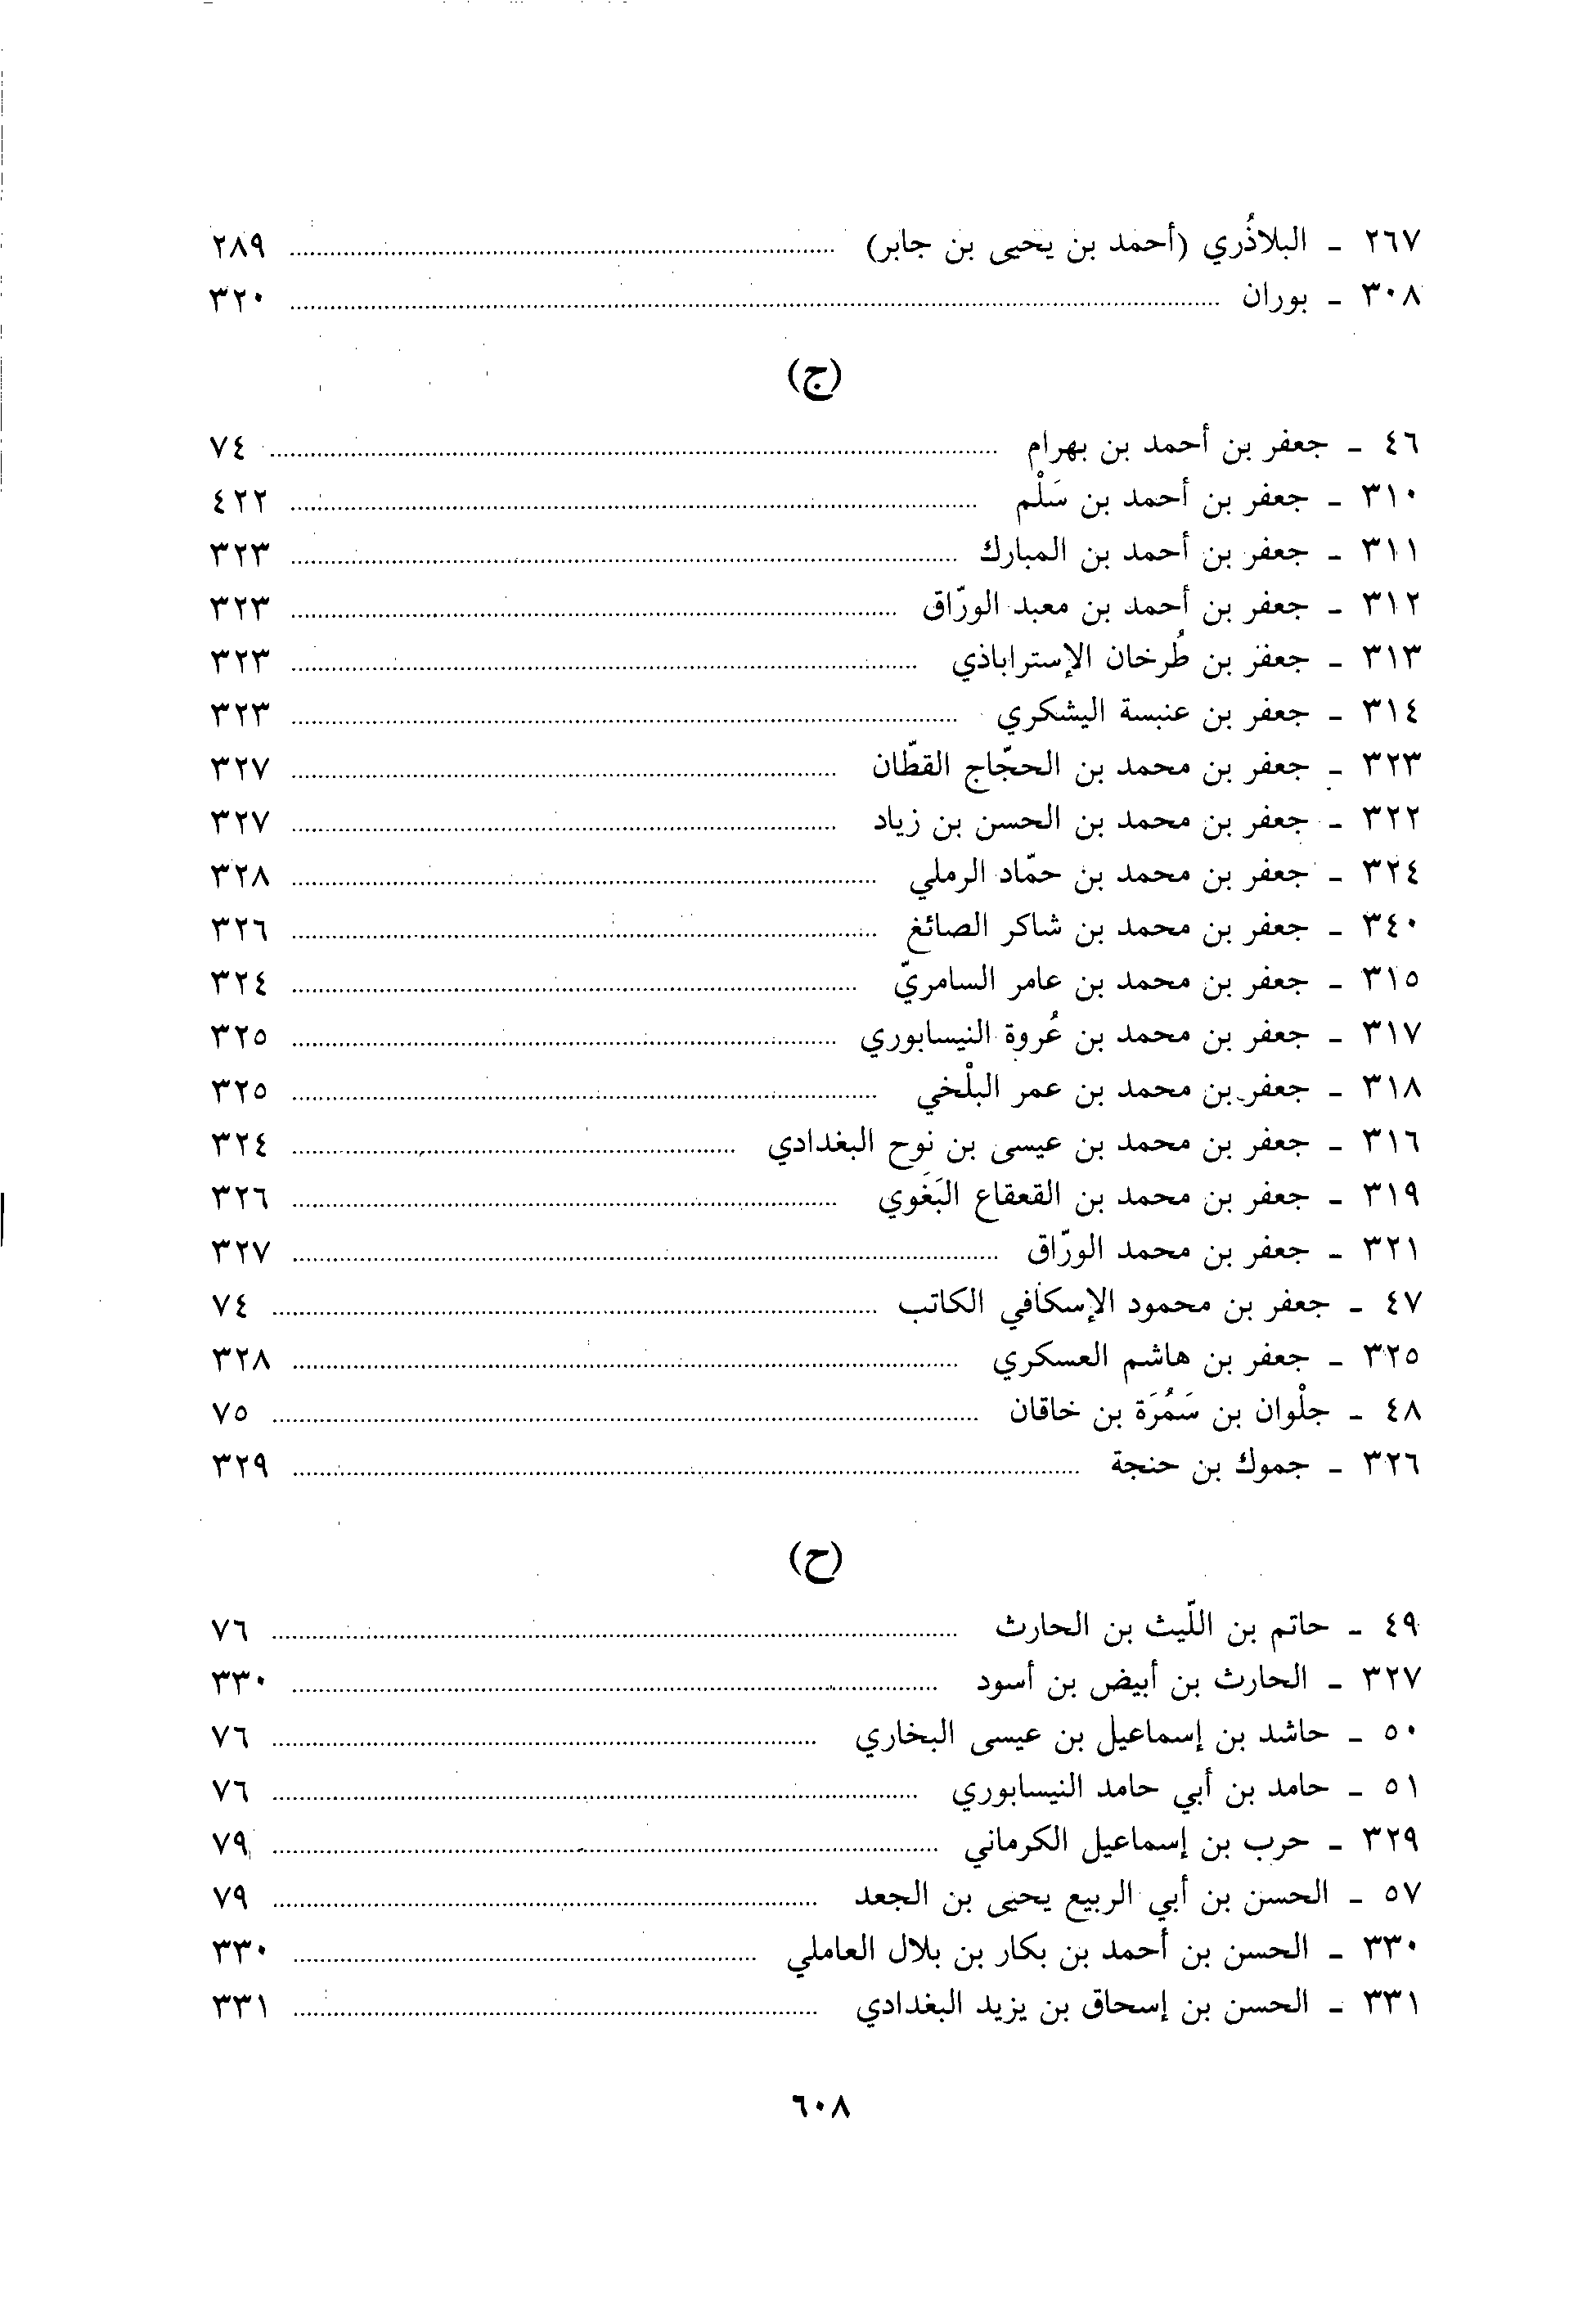 ٢٦٧ - البلاذُري (أحمد بن يحيى بن جابر) ........ ٢٨٩
٣٠٨ - بوران ........ ٣٢٠
(ج)
٤٦ - جعفر بن أحمد بن بهرام ........ ٧٤
٣١٠ - جعفر بن أحمد بن سَلْم ........ ٤٢٢
٣١١ - جعفر بن أحمد بن المبارك ........ ٣٢٣
٣١٢ - جعفر بن أحمد بن معبد الورّاق ........ ٣٢٣
٣١٣ - جعفر بن طُرخان الإستراباذي ........ ٣٢٣
٣١٤ - جعفر بن عنبسة اليشكري ........ ٣٢٣
٣٢٣ - جعفر بن محمد بن الحجّاج القطّان ........ ٣٢٧
٣٢٢ - جعفر بن محمد بن الحسن بن زياد ........ ٣٢٧
٣٢٤ - جعفر بن محمد بن حمّاد الرملي ........ ٣٢٨
٣٤٠ - جعفر بن محمد بن شاكر الصائغ ........ ٣٢٦
٣١٥ - جعفر بن محمد بن عامر السامريّ ........ ٣٢٤
٣١٧ - جعفر بن محمد بن عُروة النيسابوري ........ ٣٢٥
٣١٨ - جعفر بن محمد بن عمر البلْخي ........ ٣٢٥
٣١٦ - جعفر بن محمد بن عيسى بن نوح البغدادي ........ ٣٢٤
٣١٩ - جعفر بن محمد بن القعقاع البَغَوي ........ ٣٢٦
٣٢١ - جعفر بن محمد الورّاق ........ ٣٢٧
٤٧ - جعفر بن محمود الإسكافي الكاتب ........ ٧٤
٣٢٥ - جعفر بن هاشم العسكري ........ ٣٢٨
٤٨ - جلْوان بن سَمُرَة بن خاقان ........ ٧٥
٣٢٦ - جموك بن حنجة ........ ٣٢٩
(ح)
٤٩ - حاتم بن اللّيث بن الحارث ........ ٧٦
٣٢٧ - الحارث بن أبيض بن أسود ........ ٣٣٠
٥٠ - حاشد بن إسماعيل بن عيسى البخاري ........ ٧٦
٥١ - حامد بن أبي حامد النيسابوري ........ ٧٦
٣٢٩ - حرب بن إسماعيل الكرماني ........ ٧٩
٥٧ - الحسن بن أبي الربيع يحيى بن الجعد ........ ٧٩
٣٣٠ - الحسن بن أحمد بن بكار بن بلال العاملي ........ ٣٣٠
٣٣١ - الحسن بن إسحاق بن يزيد البغدادي ........ ٣٣١
٦٠٨